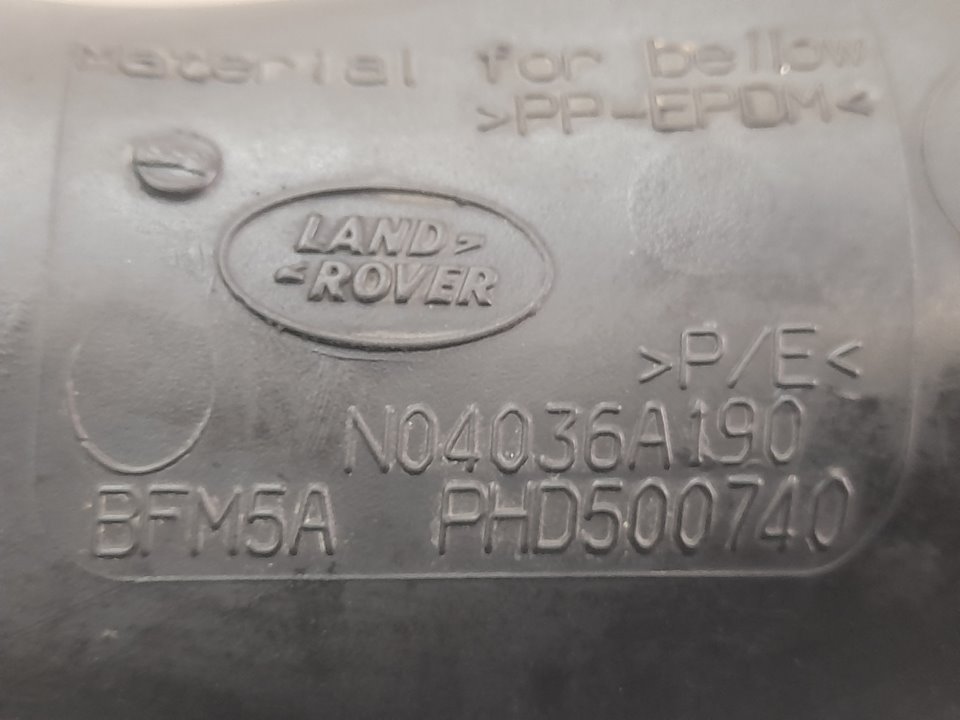 Material for bellow
>PP-EPDM<
LAND
ROVER
>P/E<
N04036A190
BFM5A PHD500740